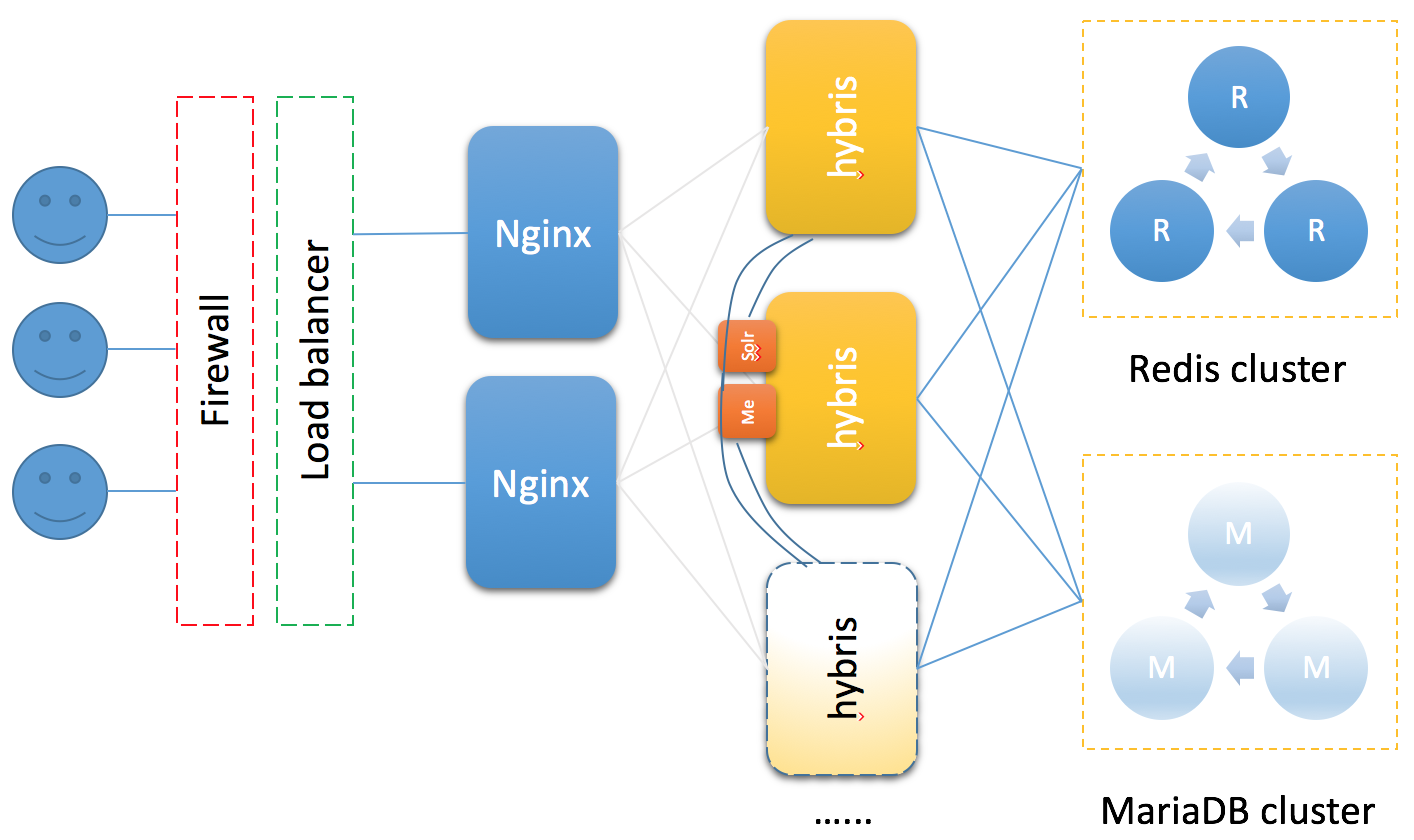 Firewall
Load balancer
Nginx
Nginx
hybris
Solr
Me
hybris
hybris
......
R
R
R
Redis cluster
M
M
M
MariaDB cluster